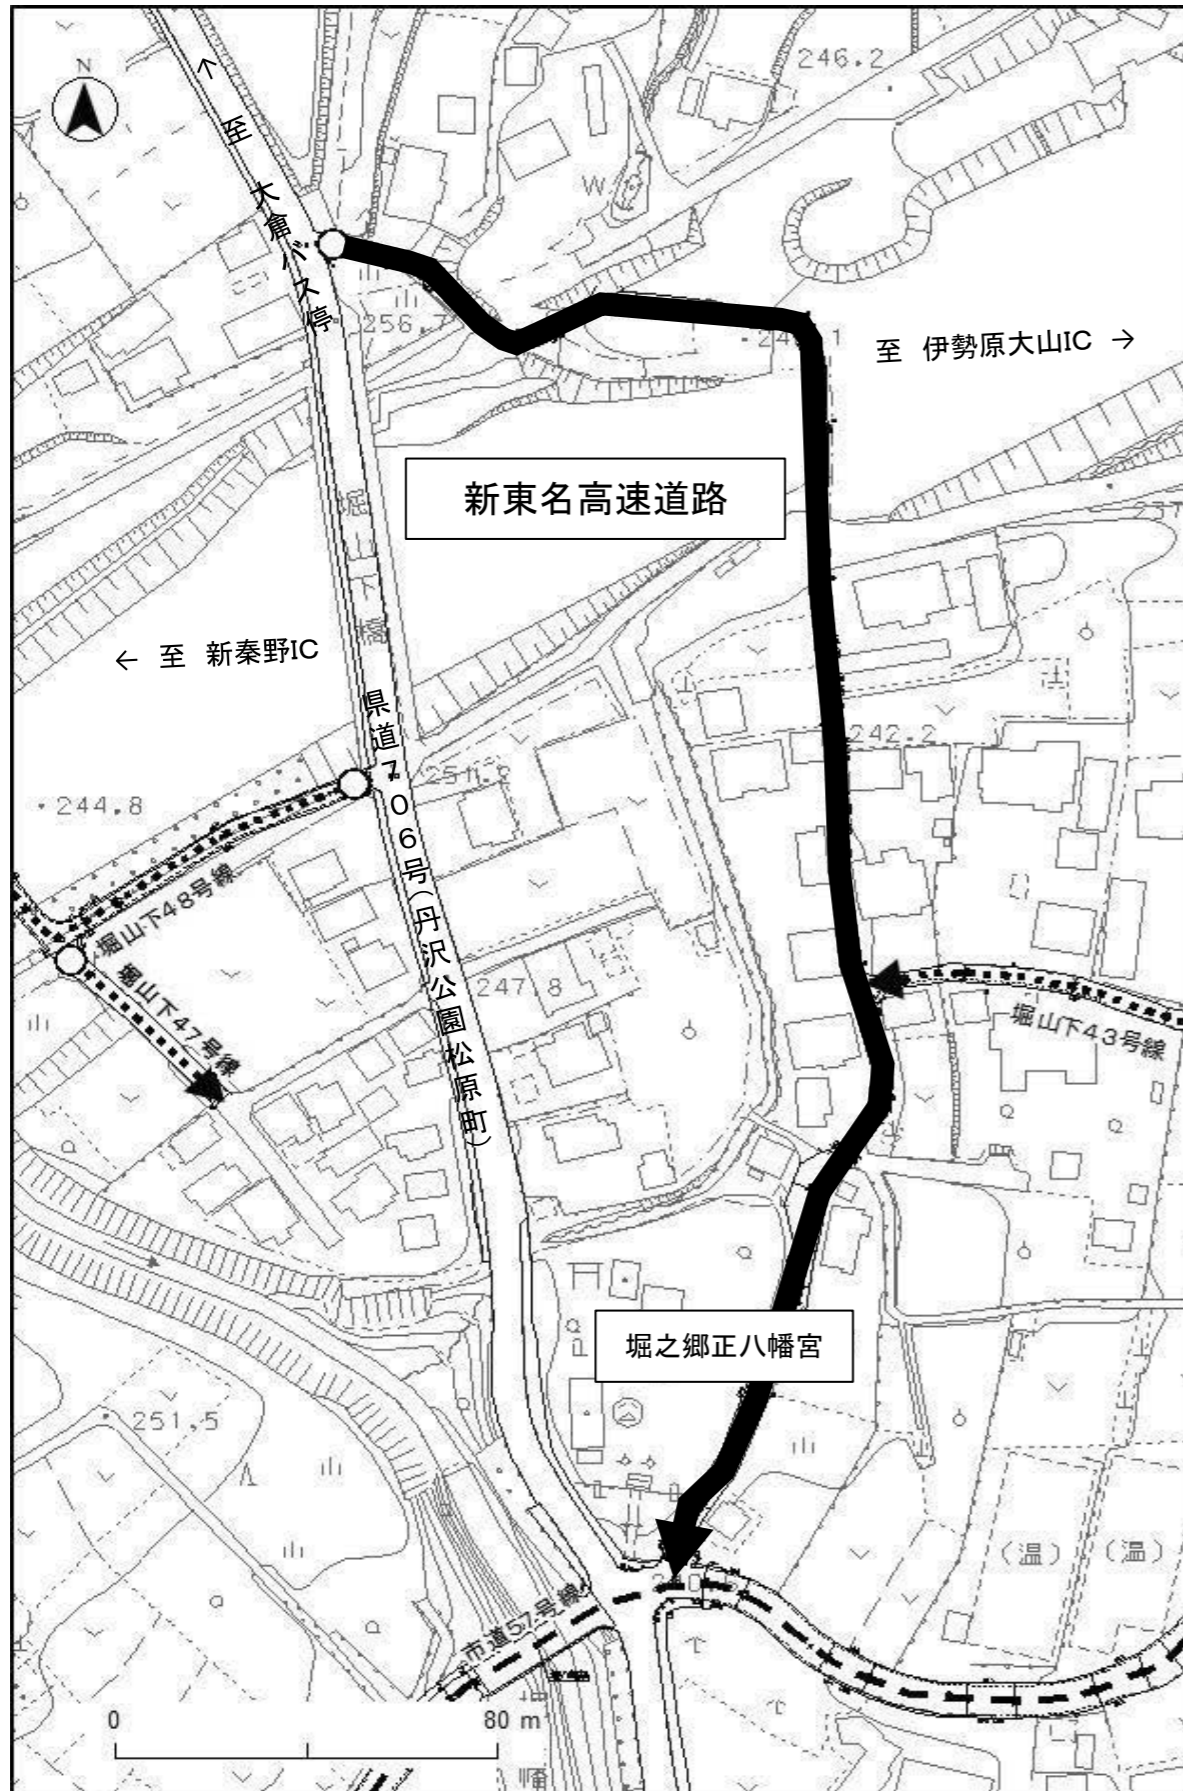 N
246.2
↑ 至 大倉バス停
256.7
至 伊勢原大山IC →
新東名高速道路
堀山下橋
← 至 新秦野IC
県道706号(丹沢公園松原町)
242.2
244.8
堀山下48号線
堀山下47号線
247.8
堀山下43号線
堀之郷正八幡宮
251.5
(温)
(温)
市道57号線
0
80 m